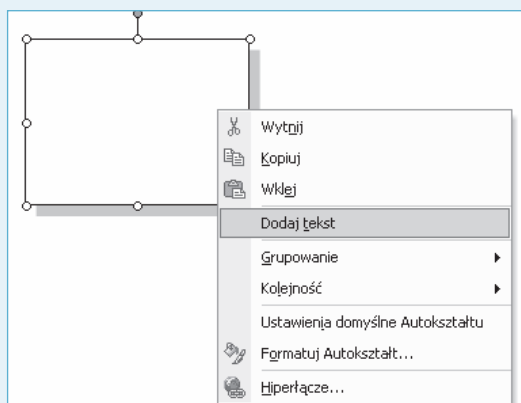 Wytnij
Kopiuj
Wklej
Dodaj tekst
Grupowanie
Kolejność
Ustawienia domyślne Autokształtu
Formatuj Autokształt...
Hiperłącze...